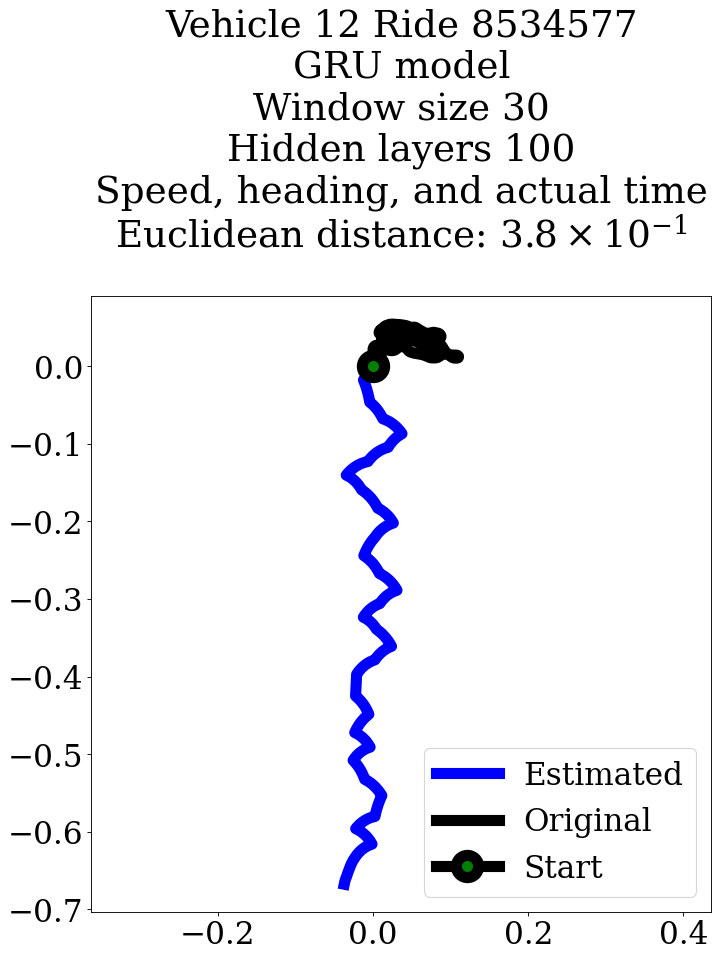 Vehicle 12 Ride 8534577
GRU model
Window size 30
Hidden layers 100
Speed, heading, and actual time
Euclidean distance: 3.8 × 10⁻¹
0.0
−0.1
−0.2
−0.3
−0.4
−0.5
−0.6
−0.7
Estimated
Original
Start
−0.2
0.0
0.2
0.4